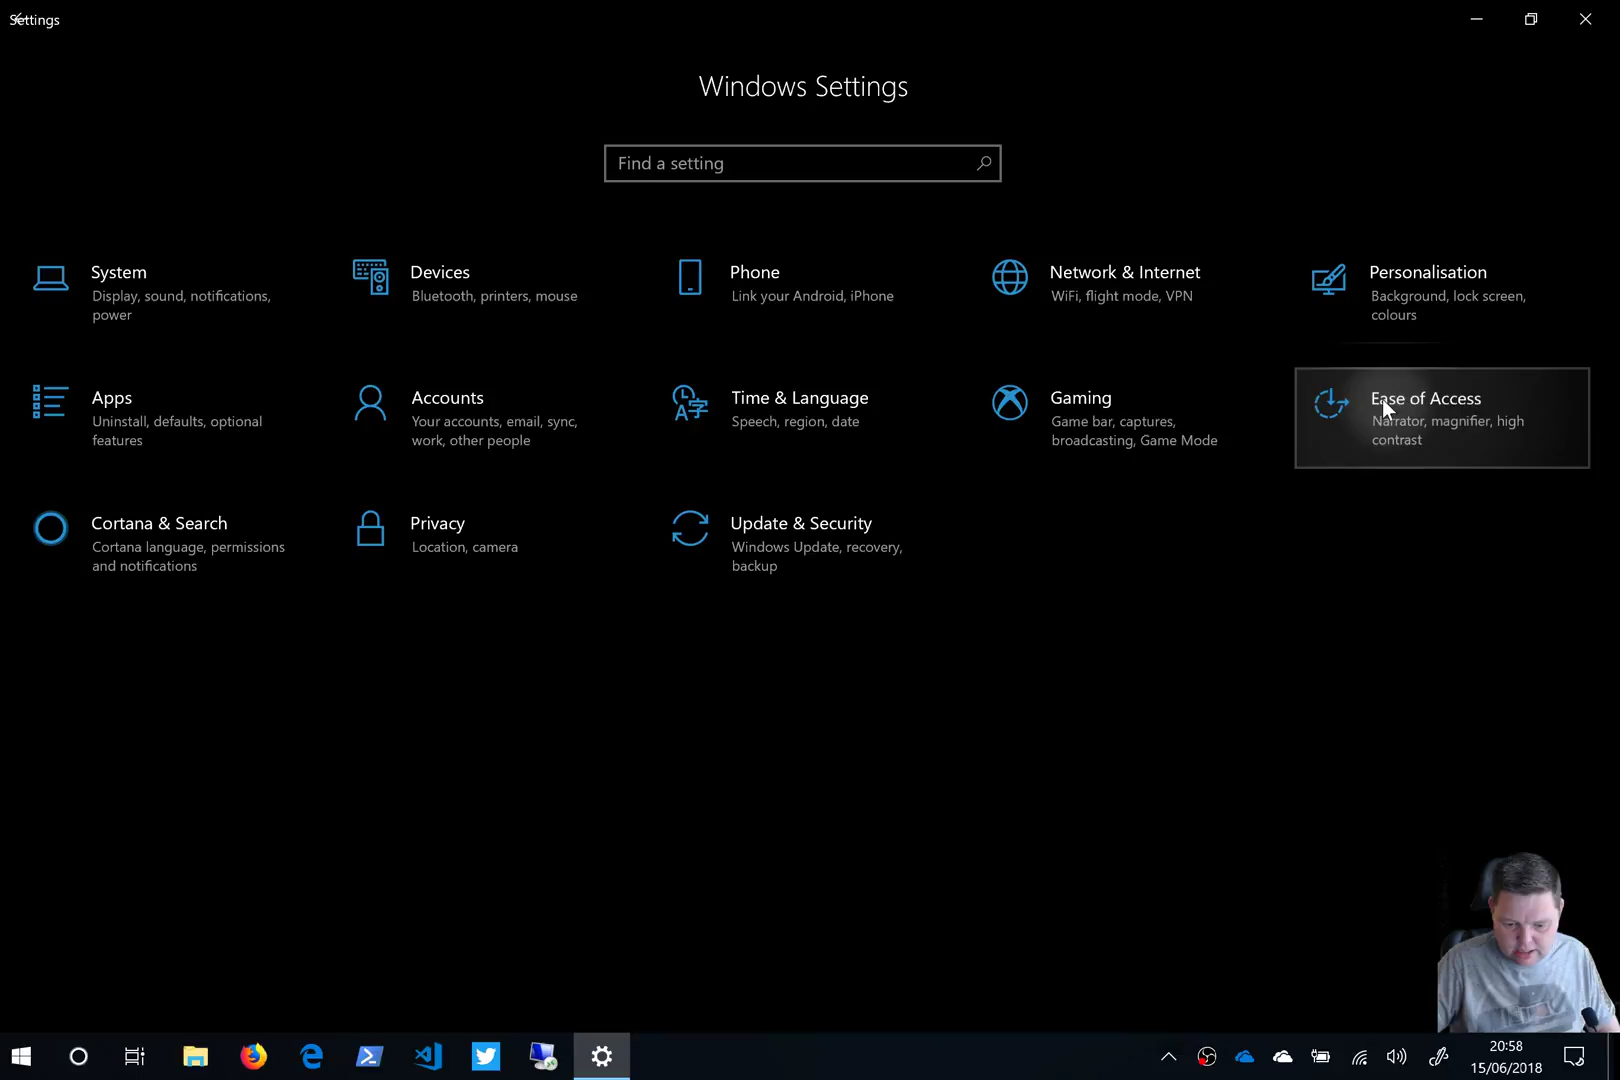 Settings
Windows Settings
Find a setting
System
Display, sound, notifications,
power
Devices
Bluetooth, printers, mouse
Phone
Link your Android, iPhone
Network & Internet
WiFi, flight mode, VPN
Personalisation
Background, lock screen,
colours
Apps
Uninstall, defaults, optional
features
Accounts
Your accounts, email, sync,
work, other people
Time & Language
Speech, region, date
Gaming
Game bar, captures,
broadcasting, Game Mode
Ease of Access
Narrator, magnifier, high
contrast
Cortana & Search
Cortana language, permissions
and notifications
Privacy
Location, camera
Update & Security
Windows Update, recovery,
backup
20:58
15/06/2018